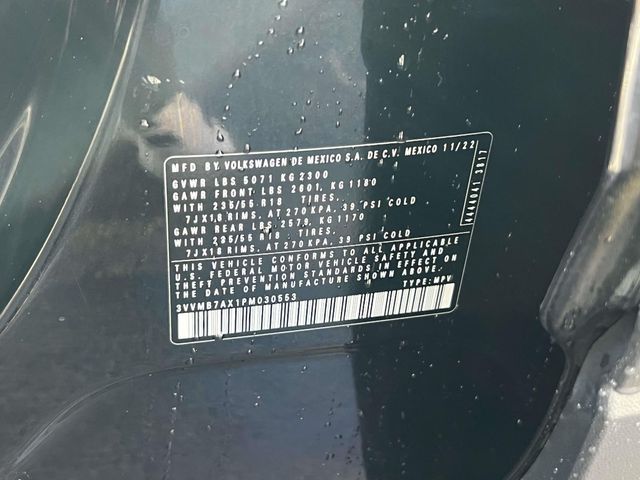 MFD BY VOLKSWAGEN DE MEXICO S.A. DE C.V. MEXICO 11/22
GVWR LBS 5071 KG 2300
GAWR FRONT LBS 2601, KG 1180
WITH 235/55 R18 TIRES.
7JX18 RIMS, AT 270 KPA, 39 PSI COLD
GAWR REAR LBS 2579, KG 1170
WITH 235/55 R18 TIRES.
7JX18 RIMS, AT 270 KPA, 39 PSI COLD
THIS VEHICLE CONFORMS TO ALL APPLICABLE
U.S. FEDERAL MOTOR VEHICLE SAFETY AND
THEFT PREVENTION STANDARDS IN EFFECT ON
DATE OF MANUFACTURE SHOWN ABOVE.
3VVMB7AX1PM030553 TYPE: MPV
4444041 3817